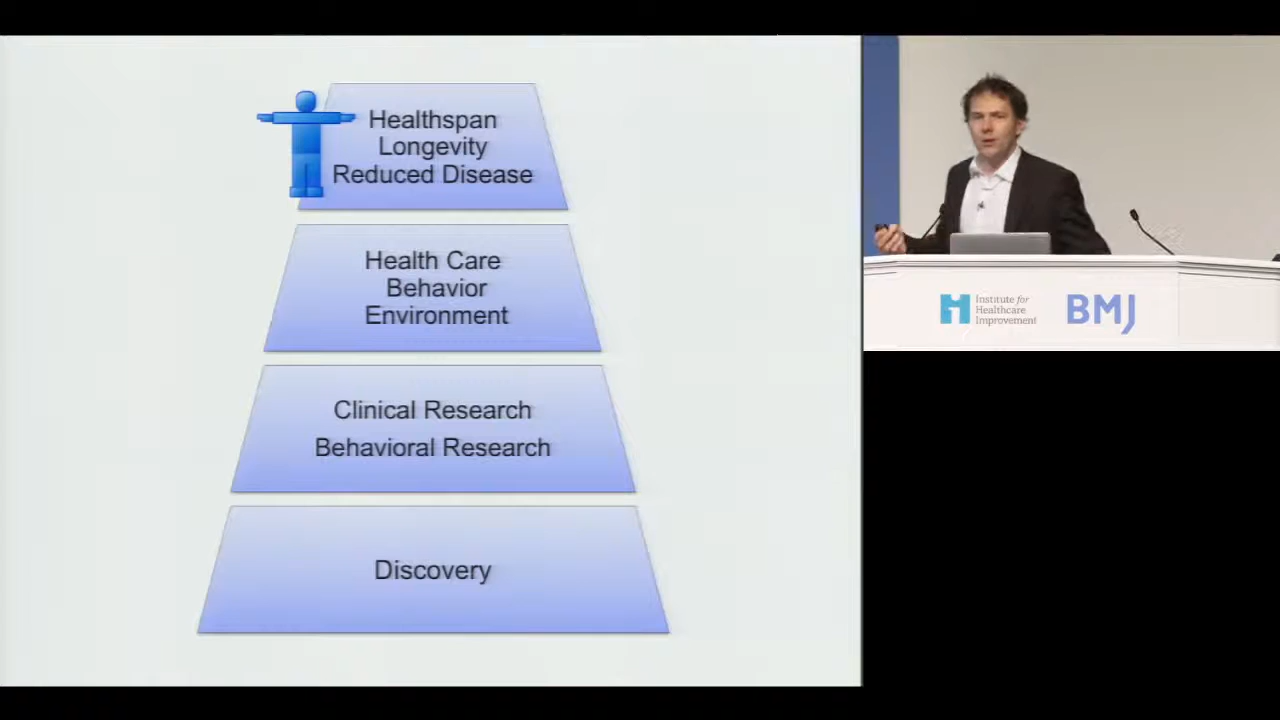 Healthspan
Longevity
Reduced Disease
Health Care
Behavior
Environment
Clinical Research
Behavioral Research
Discovery
Institute for
Healthcare
Improvement
BMJ